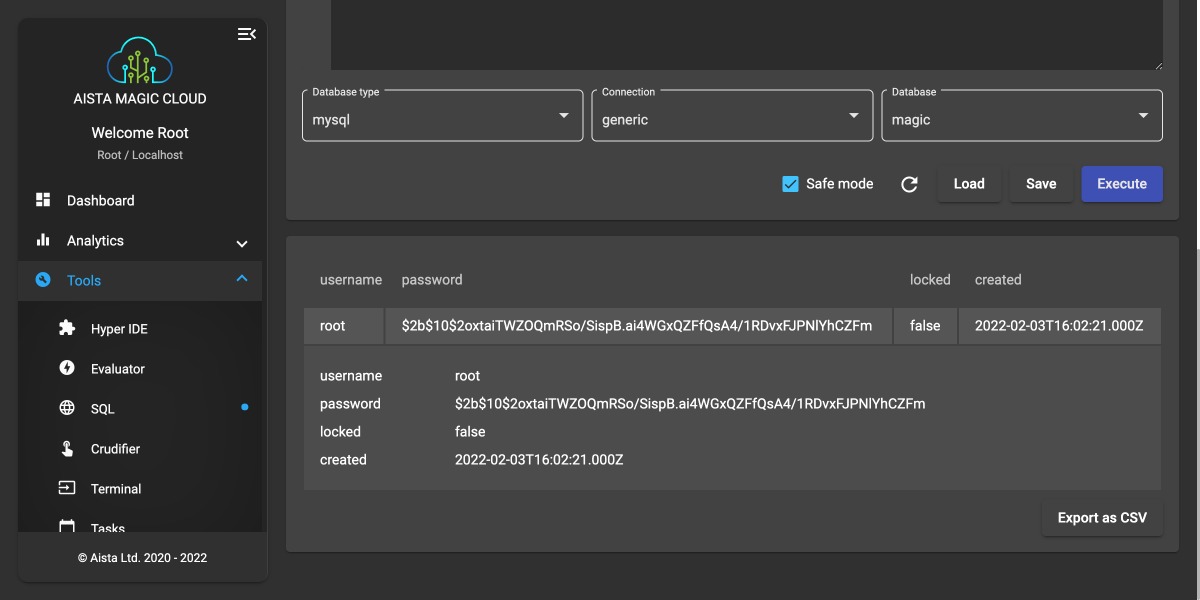 AISTA MAGIC CLOUD
Welcome Root
Root / Localhost
Dashboard
Analytics
Tools
Hyper IDE
Evaluator
SQL
Crudifier
Terminal
Tasks
© Aista Ltd. 2020 - 2022
Database type
mysql
Connection
generic
Database
magic
Safe mode
Load
Save
Execute
username password locked created
root $2b$10$2oxtaiTWZOQmRSo/SispB.ai4WGxQZFfQsA4/1RDvxFJPNlYhCZFm false 2022-02-03T16:02:21.000Z
username root
password $2b$10$2oxtaiTWZOQmRSo/SispB.ai4WGxQZFfQsA4/1RDvxFJPNlYhCZFm
locked false
created 2022-02-03T16:02:21.000Z
Export as CSV